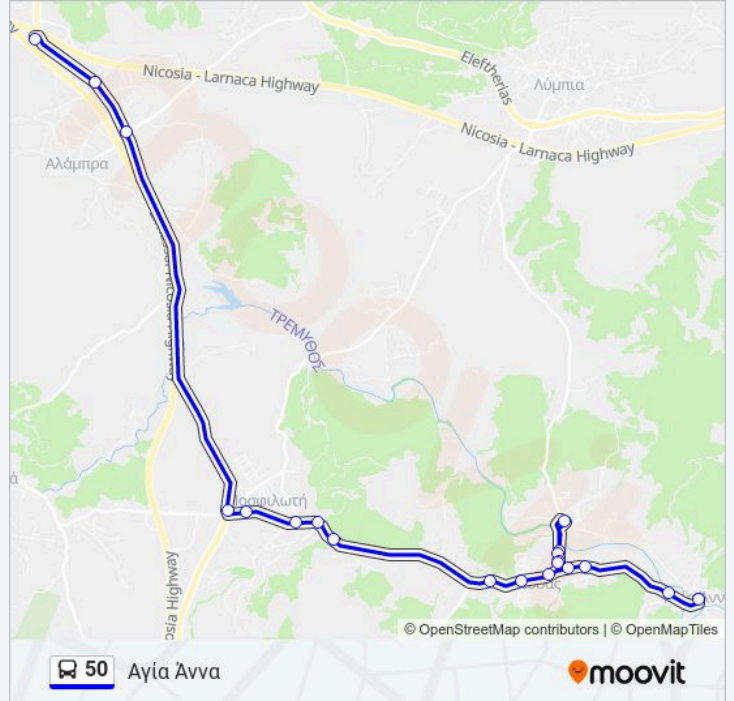 Nicosia - Larnaca Highway
Eleftherias
Λύμπια
Nicosia - Larnaca Highway
Αλάμπρα
ΤΡΕΜΥΘΟΣ
© OpenStreetMap contributors | © OpenMapTiles
50 Αγία Άννα
moovit